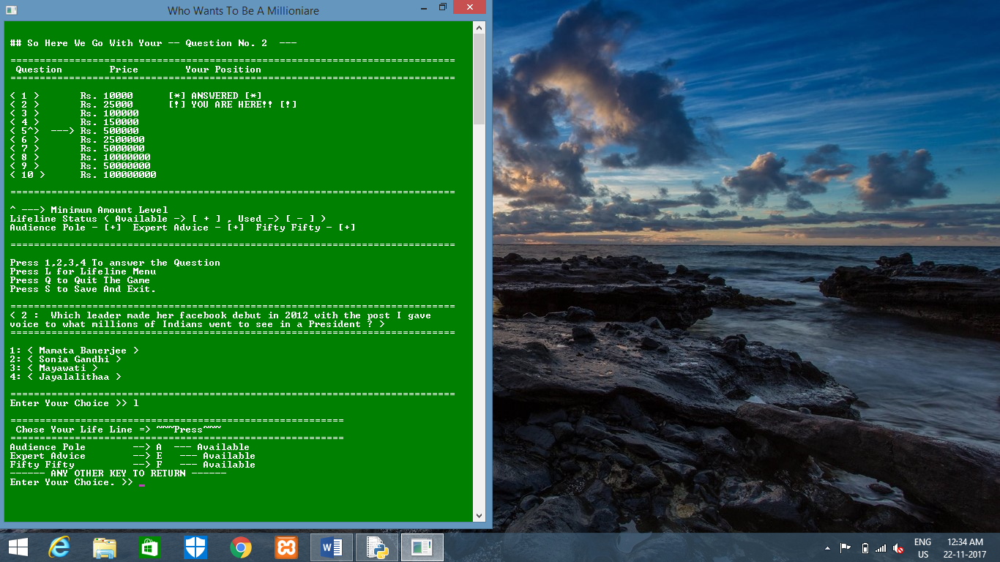 Who Wants To Be A Millioniare
## So Here We Go With Your -- Question No. 2  ---
============================================================================
 Question        Price        Your Position
============================================================================
< 1 >       Rs. 10000      [*] ANSWERED [*]
< 2 >       Rs. 25000      [!] YOU ARE HERE!! [!]
< 3 >       Rs. 100000
< 4 >       Rs. 150000
< 5^>  ---> Rs. 500000
< 6 >       Rs. 2500000
< 7 >       Rs. 5000000
< 8 >       Rs. 10000000
< 9 >       Rs. 50000000
< 10 >      Rs. 100000000
============================================================================
^ ---> Minimum Amount Level
Lifeline Status ( Available -> [ + ] , Used -> [ - ] )
Audience Pole - [+]  Expert Advice - [+]  Fifty Fifty - [+]
============================================================================
Press 1,2,3,4 To answer the Question
Press L for Lifeline Menu
Press Q to Quit The Game
Press S to Save And Exit.
============================================================================
< 2 :  Which leader made her facebook debut in 2012 with the post I gave
voice to what millions of Indians went to see in a President ? >
============================================================================
1: < Mamata Banerjee >
2: < Sonia Gandhi >
3: < Mayawati >
4: < Jayalalithaa >
============================================================================
Enter Your Choice >> l
=========================================================
 Chose Your Life Line => ~~~Press~~~
=========================================================
Audience Pole        --> A  --- Available
Expert Advice        --> E   --- Available
Fifty Fifty          --> F   --- Available
------ ANY OTHER KEY TO RETURN ------
Enter Your Choice. >>
ENG 12:34 AM
US 22-11-2017